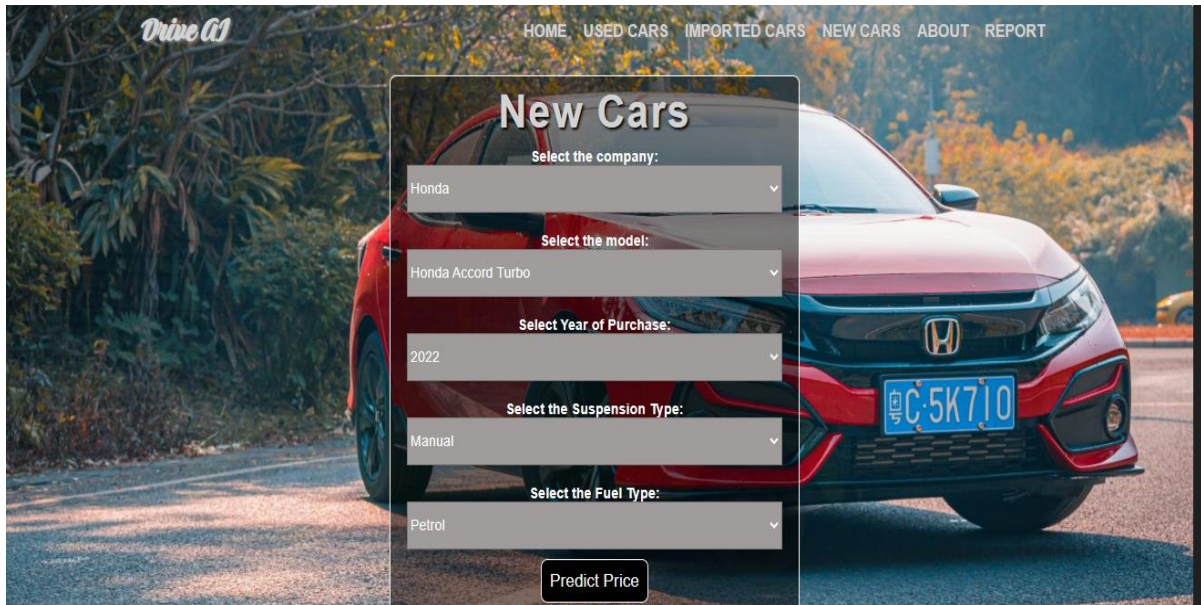 Drive AI
HOME USED CARS IMPORTED CARS NEW CARS ABOUT REPORT
New Cars
Select the company:
Honda
Select the model:
Honda Accord Turbo
Select Year of Purchase:
2022
Select the Suspension Type:
Manual
Select the Fuel Type:
Petrol
Predict Price
C·5K710